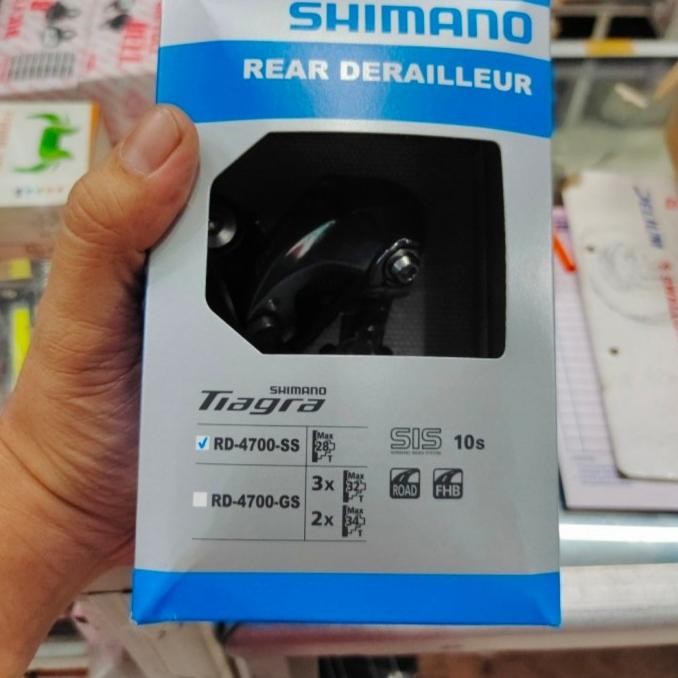 SHIMANO
REAR DERAILLEUR
SHIMANO
Tiagra
RD-4700-SS
Max
28
T
SIS
10s
RD-4700-GS
3x
Max
32
T
2x
Max
34
T
ROAD
FHB